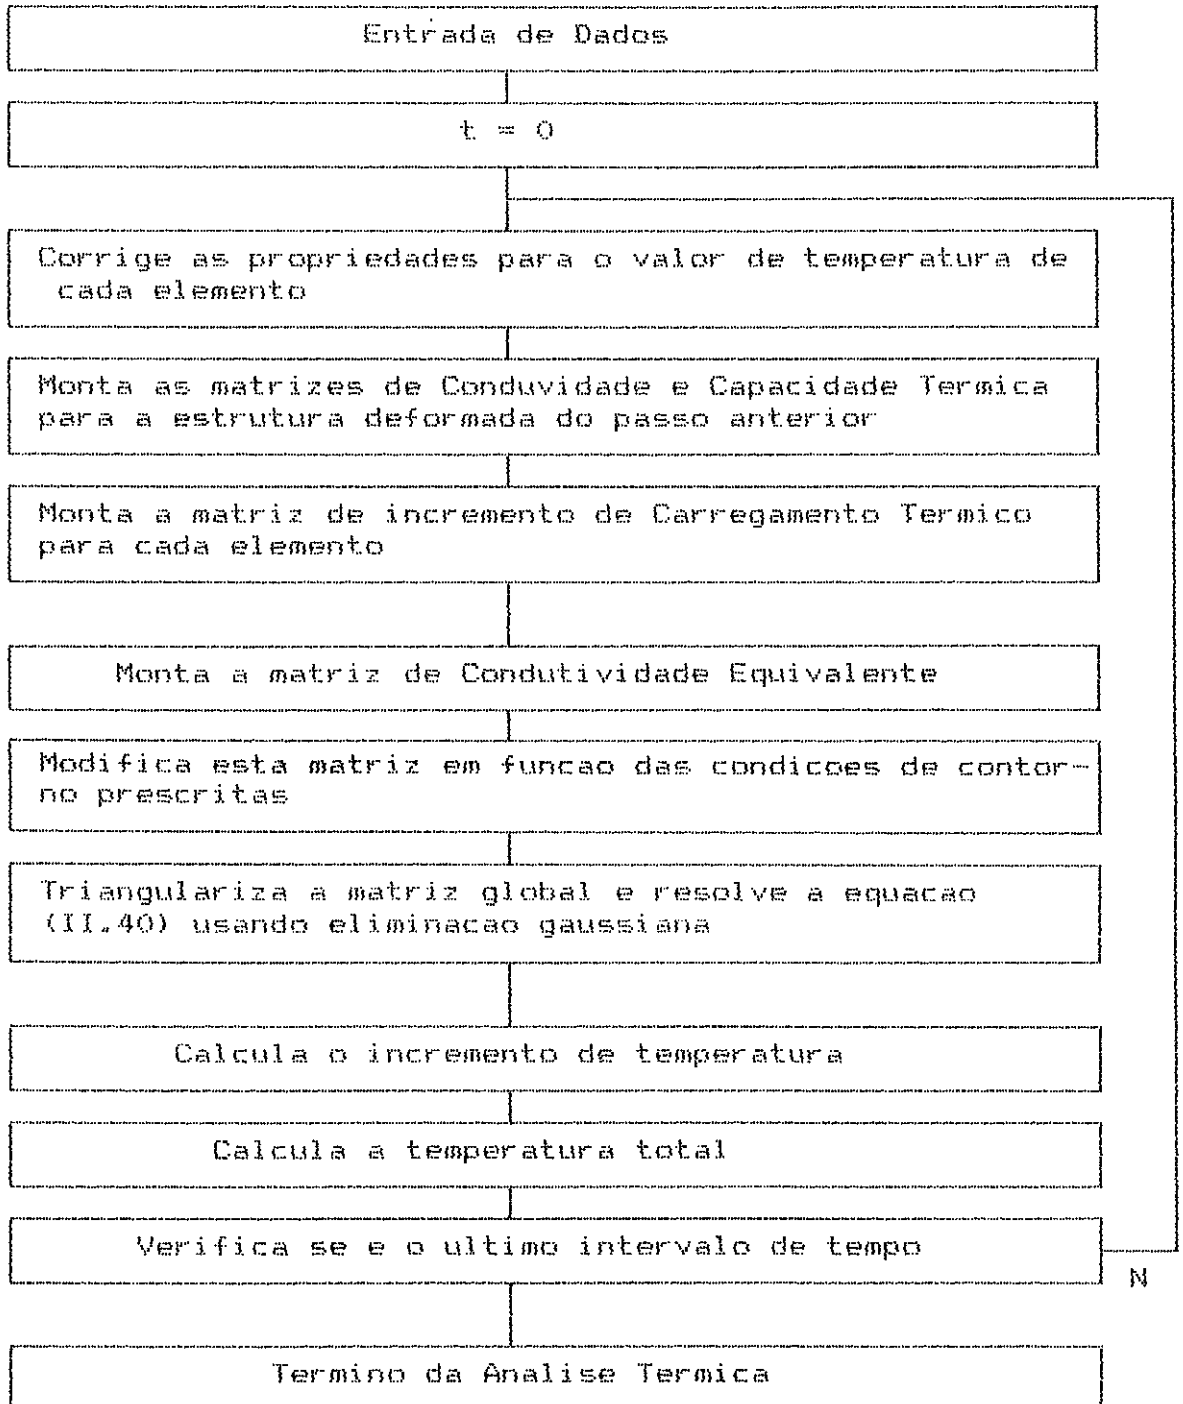 Entrada de Dados
t = 0
Corrige as propriedades para o valor de temperatura de
cada elemento
Monta as matrizes de Conduvidade e Capacidade Termica
para a estrutura deformada do passo anterior
Monta a matriz de incremento de Carregamento Termico
para cada elemento
Monta a matriz de Condutividade Equivalente
Modifica esta matriz em funcao das condicoes de contor-
no prescritas
Triangulariza a matriz global e resolve a equacao
(II.40) usando eliminacao gaussiana
Calcula o incremento de temperatura
Calcula a temperatura total
Verifica se e o ultimo intervalo de tempo
N
Termino da Analise Termica